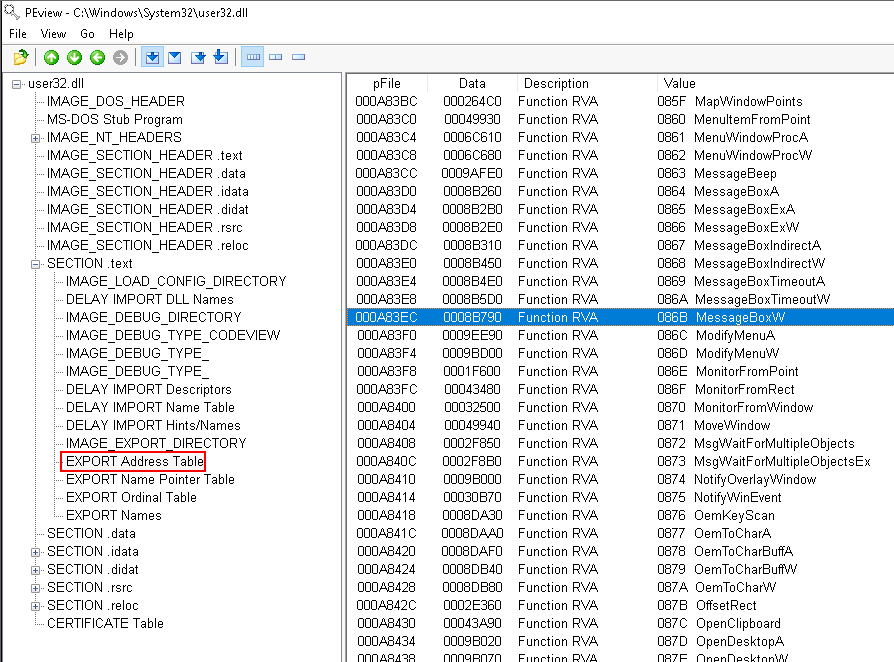 PEview - C:\Windows\System32\user32.dll
File View Go Help
user32.dll
IMAGE_DOS_HEADER
MS-DOS Stub Program
IMAGE_NT_HEADERS
IMAGE_SECTION_HEADER .text
IMAGE_SECTION_HEADER .data
IMAGE_SECTION_HEADER .idata
IMAGE_SECTION_HEADER .didat
IMAGE_SECTION_HEADER .rsrc
IMAGE_SECTION_HEADER .reloc
SECTION .text
IMAGE_LOAD_CONFIG_DIRECTORY
DELAY IMPORT DLL Names
IMAGE_DEBUG_DIRECTORY
IMAGE_DEBUG_TYPE_CODEVIEW
IMAGE_DEBUG_TYPE_
IMAGE_DEBUG_TYPE_
DELAY IMPORT Descriptors
DELAY IMPORT Name Table
DELAY IMPORT Hints/Names
IMAGE_EXPORT_DIRECTORY
EXPORT Address Table
EXPORT Name Pointer Table
EXPORT Ordinal Table
EXPORT Names
SECTION .data
SECTION .idata
SECTION .didat
SECTION .rsrc
SECTION .reloc
CERTIFICATE Table
pFile Data Description Value
000A83BC 000264C0 Function RVA 085F MapWindowPoints
000A83C0 00049930 Function RVA 0860 MenuItemFromPoint
000A83C4 0006C610 Function RVA 0861 MenuWindowProcA
000A83C8 0006C680 Function RVA 0862 MenuWindowProcW
000A83CC 0009AFE0 Function RVA 0863 MessageBeep
000A83D0 0008B260 Function RVA 0864 MessageBoxA
000A83D4 0008B2B0 Function RVA 0865 MessageBoxExA
000A83D8 0008B2E0 Function RVA 0866 MessageBoxExW
000A83DC 0008B310 Function RVA 0867 MessageBoxIndirectA
000A83E0 0008B450 Function RVA 0868 MessageBoxIndirectW
000A83E4 0008B4E0 Function RVA 0869 MessageBoxTimeoutA
000A83E8 0008B5D0 Function RVA 086A MessageBoxTimeoutW
000A83EC 0008B790 Function RVA 086B MessageBoxW
000A83F0 0009EE90 Function RVA 086C ModifyMenuA
000A83F4 0009BD00 Function RVA 086D ModifyMenuW
000A83F8 0001F600 Function RVA 086E MonitorFromPoint
000A83FC 00043480 Function RVA 086F MonitorFromRect
000A8400 00032500 Function RVA 0870 MonitorFromWindow
000A8404 00049940 Function RVA 0871 MoveWindow
000A8408 0002F850 Function RVA 0872 MsgWaitForMultipleObjects
000A840C 0002F8B0 Function RVA 0873 MsgWaitForMultipleObjectsEx
000A8410 0009B000 Function RVA 0874 NotifyOverlayWindow
000A8414 00030B70 Function RVA 0875 NotifyWinEvent
000A8418 0008DA30 Function RVA 0876 OemKeyScan
000A841C 0008DAA0 Function RVA 0877 OemToCharA
000A8420 0008DAF0 Function RVA 0878 OemToCharBuffA
000A8424 0008DB40 Function RVA 0879 OemToCharBuffW
000A8428 0008DB80 Function RVA 087A OemToCharW
000A842C 0002E360 Function RVA 087B OffsetRect
000A8430 00043A90 Function RVA 087C OpenClipboard
000A8434 0009B020 Function RVA 087D OpenDesktopA
000A8438 0009B070 Function RVA 087E OpenDesktopW